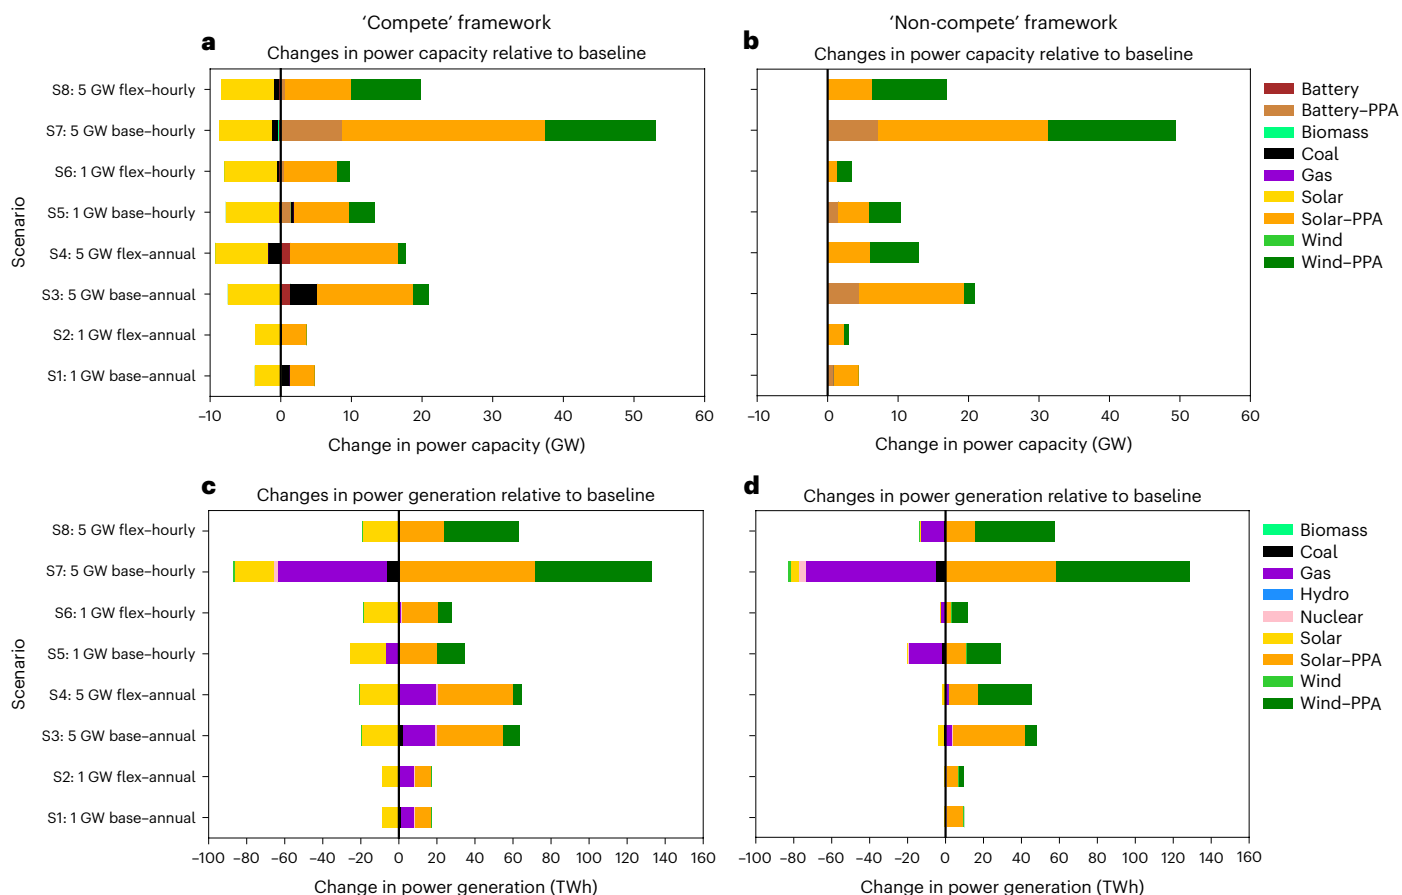 ‘Compete’ framework
‘Non-compete’ framework
a
Changes in power capacity relative to baseline
b
Changes in power capacity relative to baseline
Scenario
S8: 5 GW flex–hourly
S7: 5 GW base–hourly
S6: 1 GW flex–hourly
S5: 1 GW base–hourly
S4: 5 GW flex–annual
S3: 5 GW base–annual
S2: 1 GW flex–annual
S1: 1 GW base–annual
–10 0 10 20 30 40 50 60
Change in power capacity (GW)
–10 0 10 20 30 40 50 60
Change in power capacity (GW)
Battery
Battery–PPA
Biomass
Coal
Gas
Solar
Solar–PPA
Wind
Wind–PPA
c
Changes in power generation relative to baseline
d
Changes in power generation relative to baseline
Scenario
S8: 5 GW flex–hourly
S7: 5 GW base–hourly
S6: 1 GW flex–hourly
S5: 1 GW base–hourly
S4: 5 GW flex–annual
S3: 5 GW base–annual
S2: 1 GW flex–annual
S1: 1 GW base–annual
–100 –80 –60 –40 –20 0 20 40 60 80 100 120 140 160
Change in power generation (TWh)
–100 –80 –60 –40 –20 0 20 40 60 80 100 120 140 160
Change in power generation (TWh)
Biomass
Coal
Gas
Hydro
Nuclear
Solar
Solar–PPA
Wind
Wind–PPA